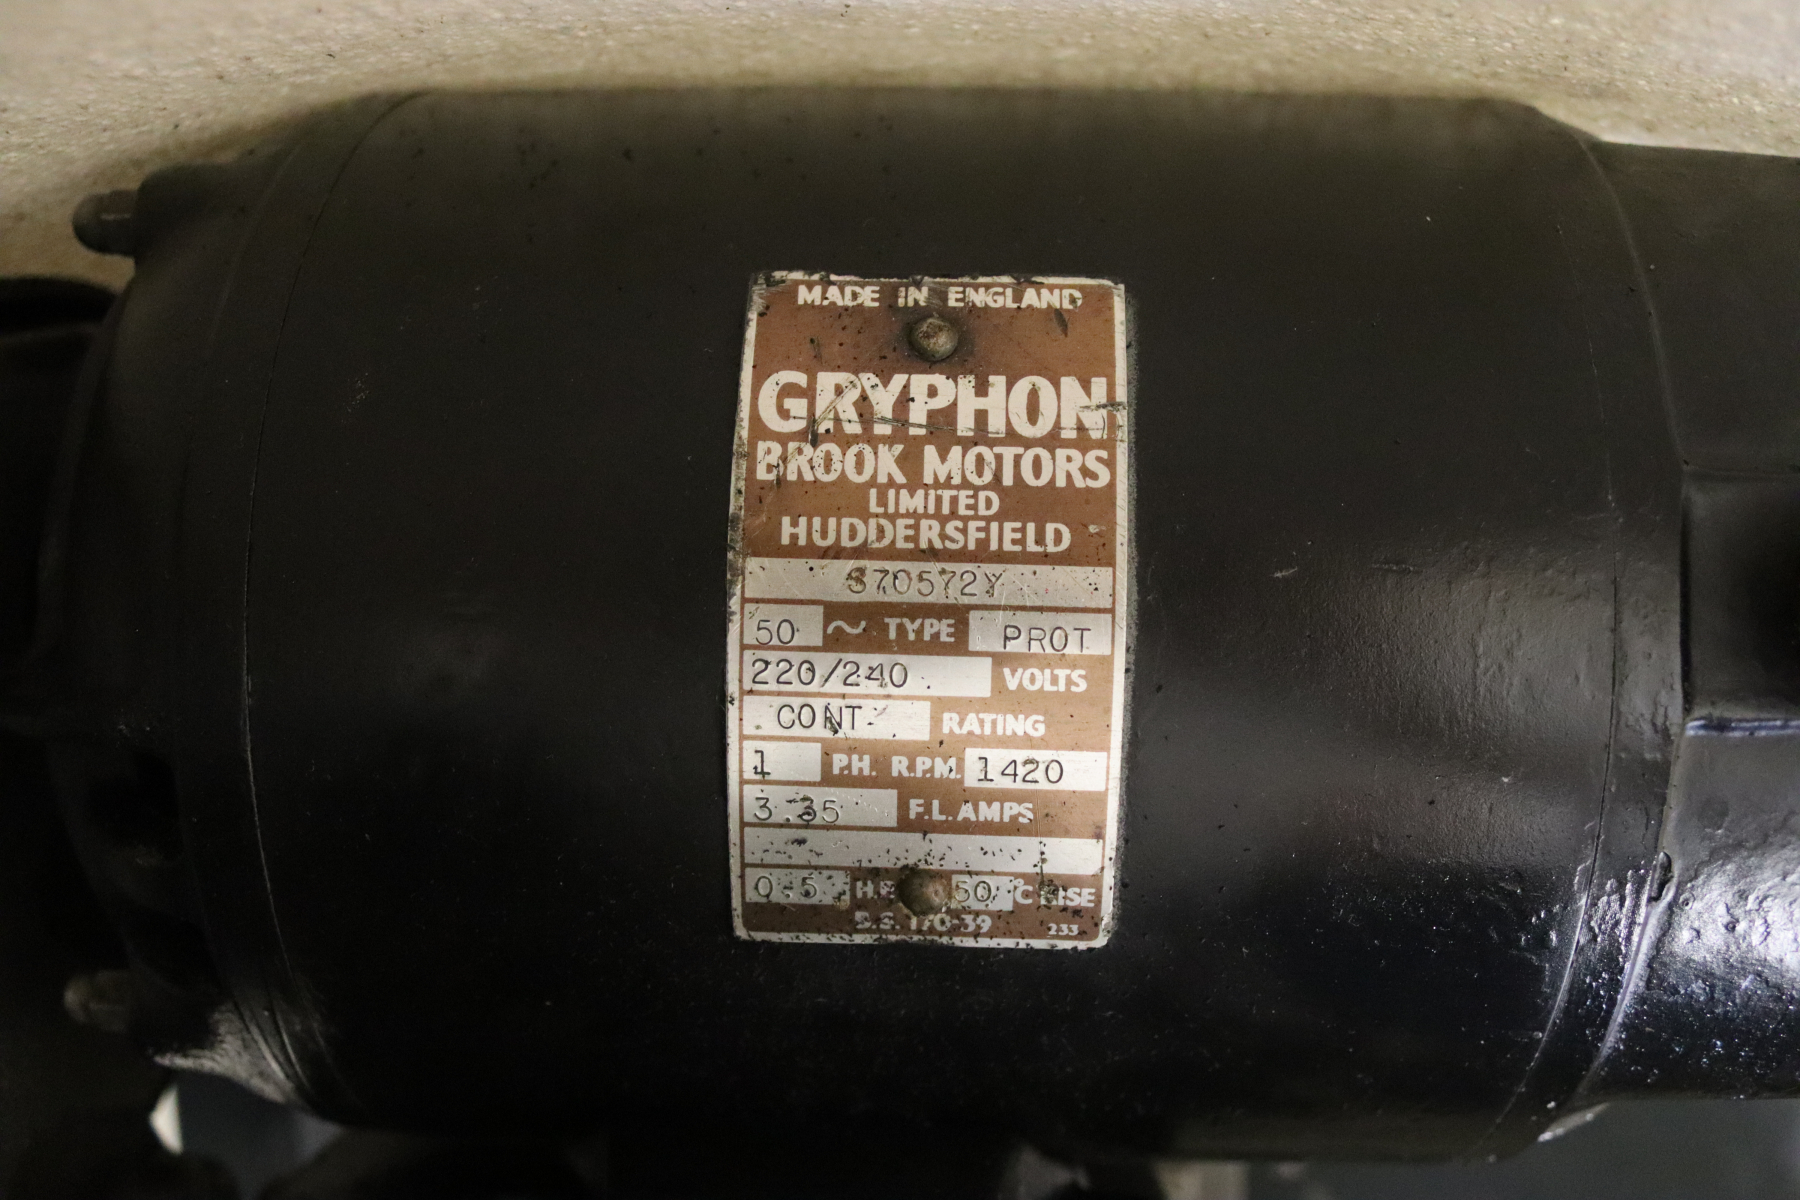 MADE IN ENGLAND
GRYPHON
BROOK MOTORS
LIMITED
HUDDERSFIELD
S70572Y
50 ~ TYPE PROT
220/240 VOLTS
CONT. RATING
1 PH. R.P.M. 1420
3.35 F.L. AMPS
0.5 H.P. 50 C RISE
B.S. 170-39 233